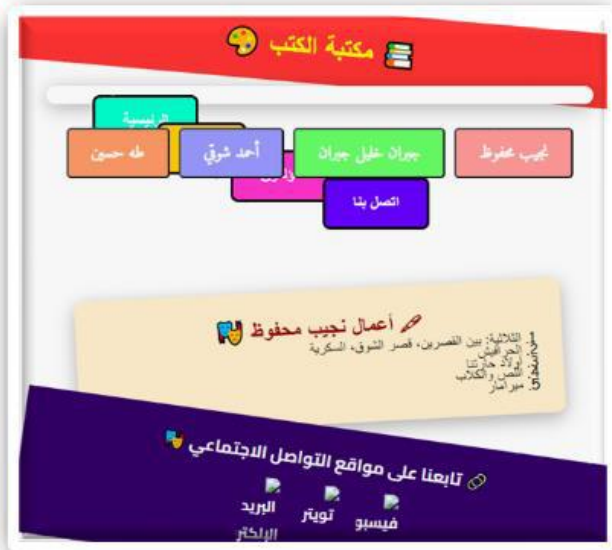 📚 مكتبة الكتب 🎨
الرئيسية
نجيب محفوظ
جبران خليل جبران
أحمد شوقي
طه حسين
اتصل بنا
🖋 أعمال نجيب محفوظ 🎭
الثلاثية: بين القصرين، قصر الشوق، السكرية
الحرافيش
أولاد حارتنا
اللص والكلاب
ميرامار
🔗 تابعنا على مواقع التواصل الاجتماعي 🎭
فيسبو
تويتر
البريد
الإلكتر